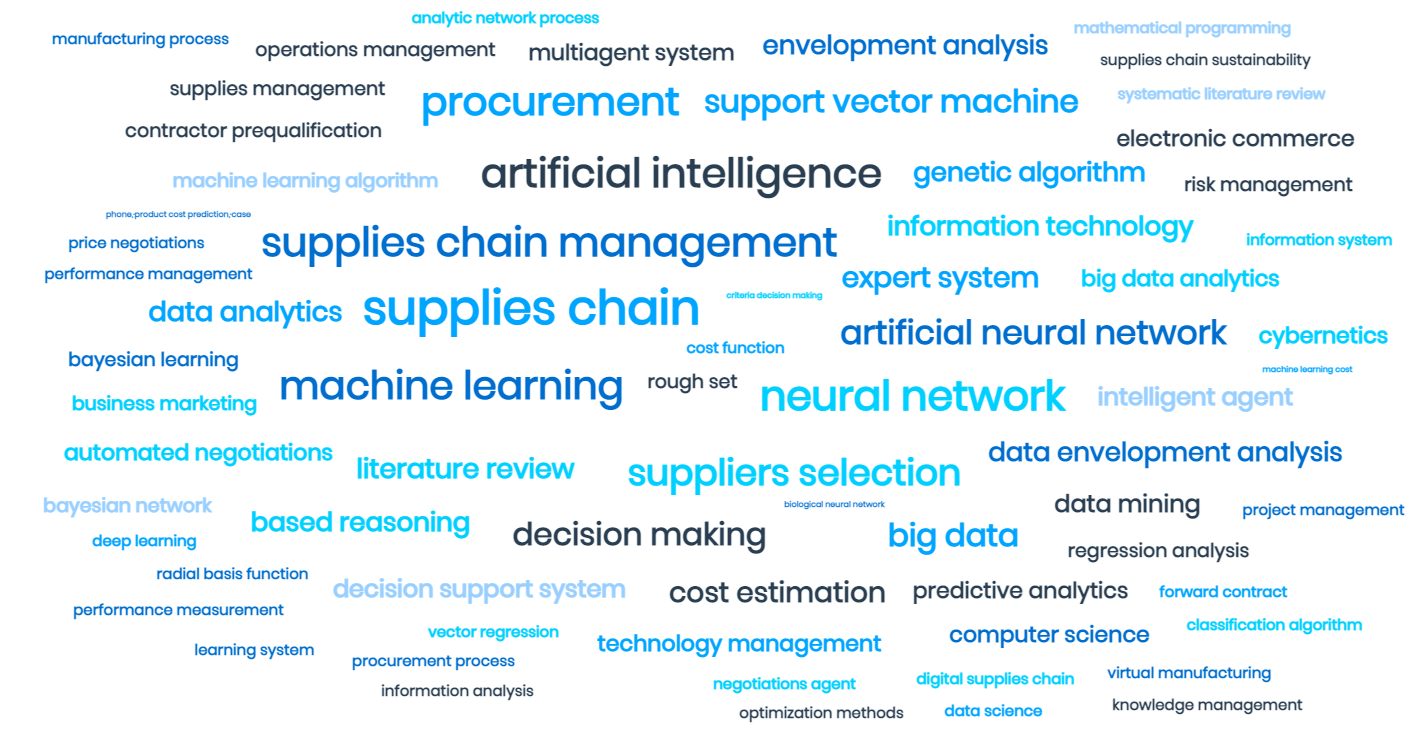 analytic network process
manufacturing process
operations management
multiagent system
envelopment analysis
mathematical programming
supplies chain sustainability
supplies management
procurement
support vector machine
systematic literature review
contractor prequalification
electronic commerce
machine learning algorithm
artificial intelligence
genetic algorithm
risk management
phone,-product cost prediction,-case
price negotiations
supplies chain management
information technology
information system
performance management
expert system
big data analytics
data analytics
supplies chain
criteria decision making
artificial neural network
cybernetics
cost function
bayesian learning
machine learning
rough set
machine learning cost
business marketing
neural network
intelligent agent
automated negotiations
literature review
suppliers selection
data envelopment analysis
bayesian network
biological neural network
data mining
project management
based reasoning
decision making
big data
deep learning
regression analysis
radial basis function
decision support system
cost estimation
predictive analytics
forward contract
performance measurement
vector regression
technology management
computer science
classification algorithm
learning system
procurement process
virtual manufacturing
information analysis
negotiations agent
digital supplies chain
optimization methods
data science
knowledge management